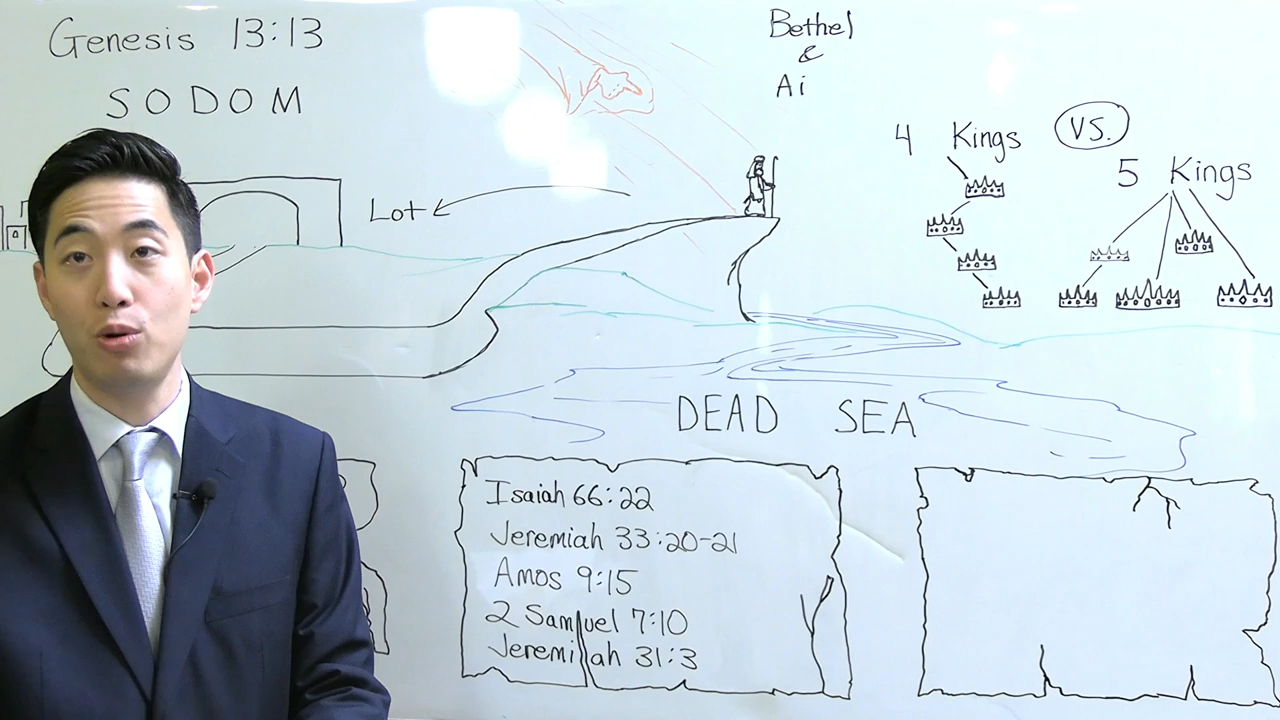 Genesis 13:13
SODOM
Lot
Bethel
&
Ai
4 Kings VS.
5 Kings
DEAD SEA
Isaiah 66:22
Jeremiah 33:20-21
Amos 9:15
2 Samuel 7:10
Jeremiah 31:3